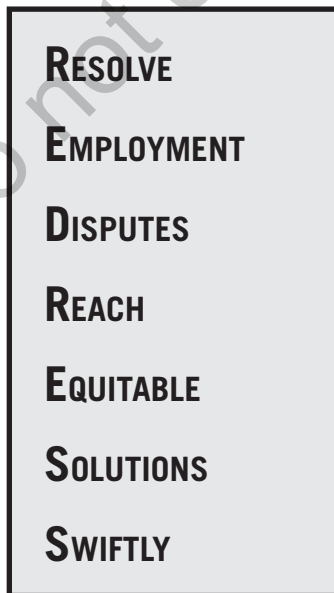 RESOLVE
EMPLOYMENT
DISPUTES
REACH
EQUITABLE
SOLUTIONS
SWIFTLY